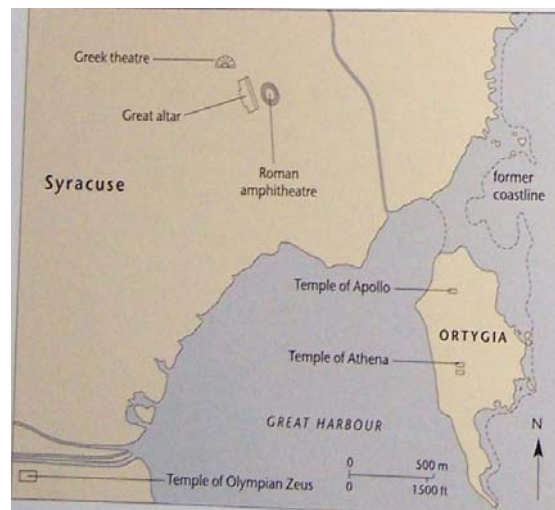 Greek theatre
Great altar
Roman
amphitheatre
Syracuse
former
coastline
Temple of Apollo
ORTYGIA
Temple of Athena
GREAT HARBOUR
N
0 500 m
0 1500 ft
Temple of Olympian Zeus